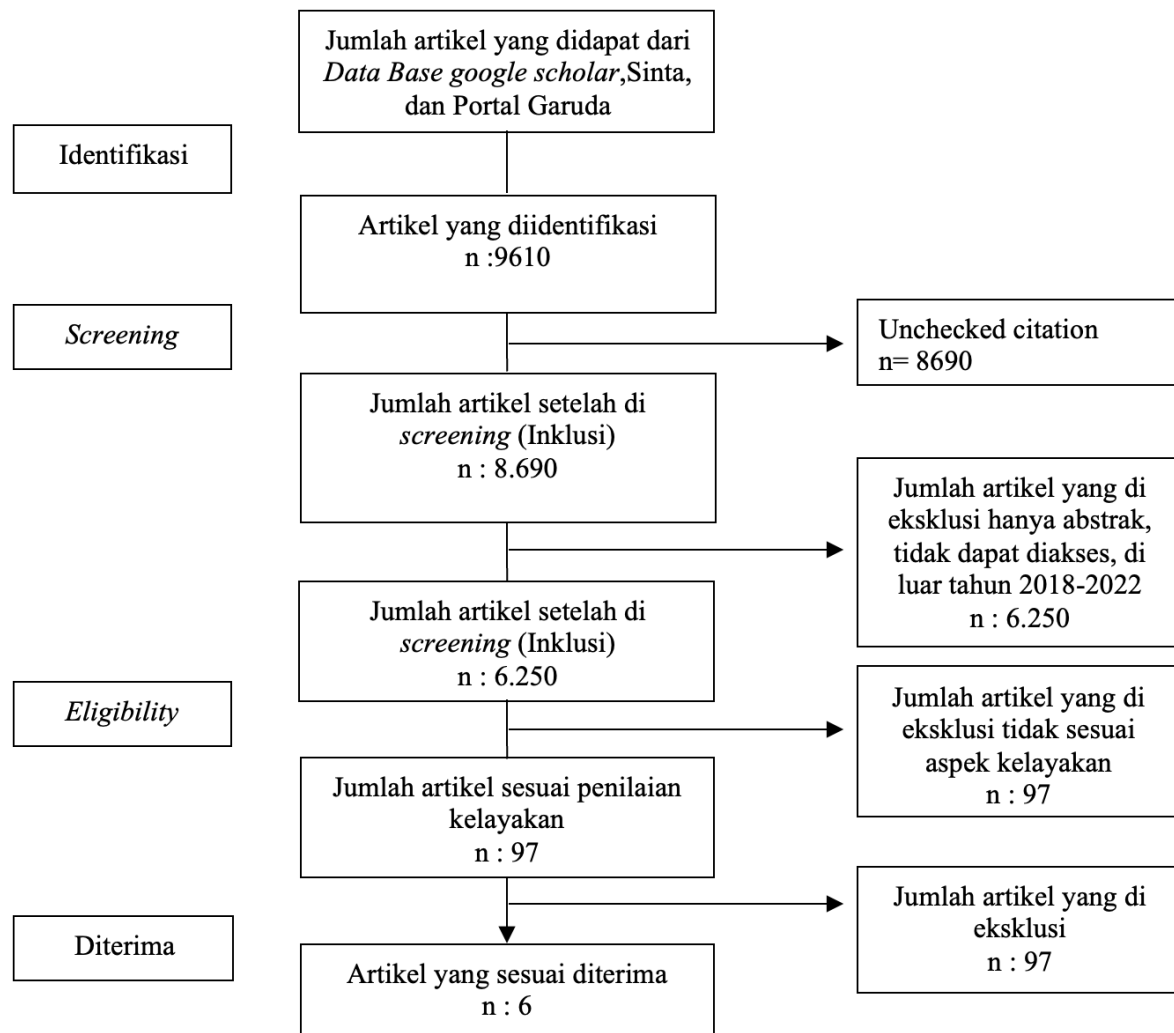 Jumlah artikel yang didapat dari
Data Base google scholar,Sinta,
dan Portal Garuda
Identifikasi
Artikel yang diidentifikasi
n :9610
Screening
Unchecked citation
n= 8690
Jumlah artikel setelah di
screening (Inklusi)
n : 8.690
Jumlah artikel yang di
eksklusi hanya abstrak,
tidak dapat diakses, di
luar tahun 2018-2022
n : 6.250
Jumlah artikel setelah di
screening (Inklusi)
n : 6.250
Eligibility
Jumlah artikel yang di
eksklusi tidak sesuai
aspek kelayakan
n : 97
Jumlah artikel sesuai penilaian
kelayakan
n : 97
Jumlah artikel yang di
eksklusi
n : 97
Diterima
Artikel yang sesuai diterima
n : 6